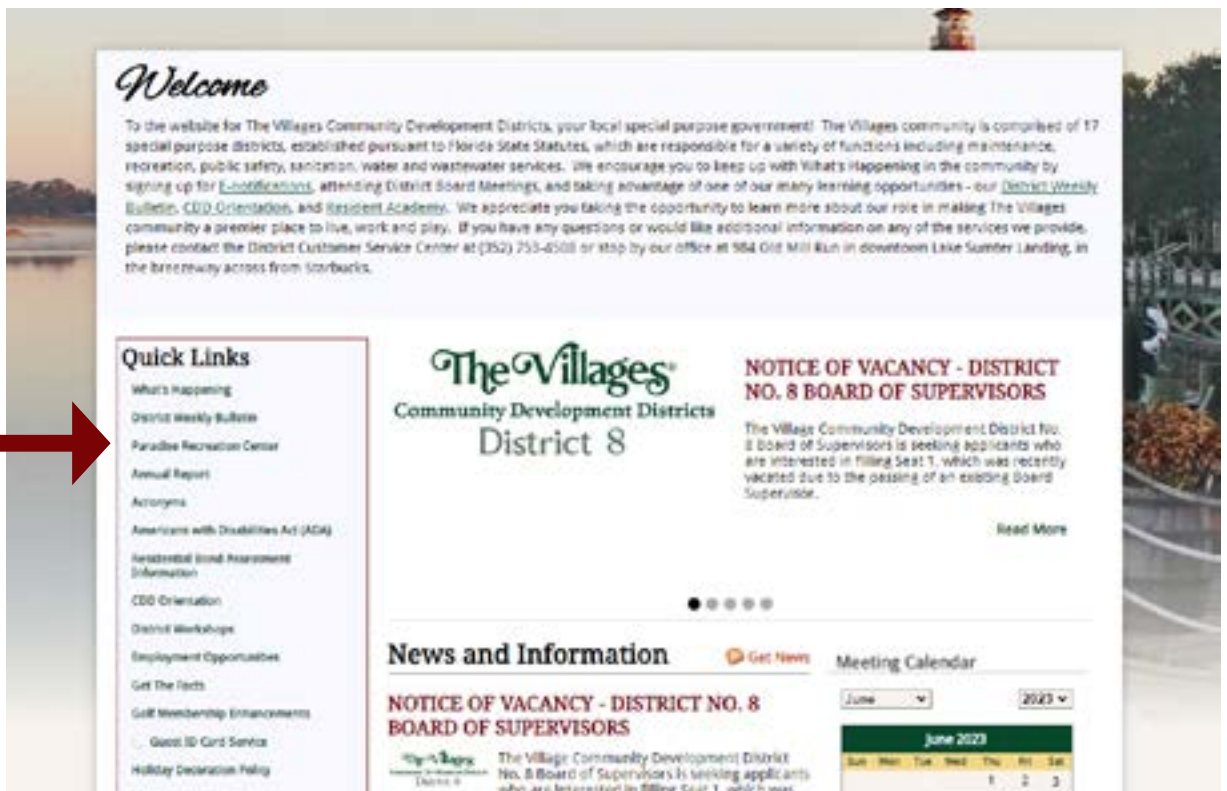 Welcome
To the website for The Villages Community Development Districts, your local special purpose government! The Villages community is comprised of 17
special purpose districts, established pursuant to Florida State Statutes, which are responsible for a variety of functions including maintenance,
recreation, public safety, sanitation, water and wastewater services. We encourage you to keep up with What's Happening in the community by
signing up for E-notifications, attending District Board Meetings, and taking advantage of one of our many learning opportunities - our District Weekly
Bulletin, CDD Orientation, and Resident Academy. We appreciate you taking the opportunity to learn more about our role in making The Villages
community a premier place to live, work and play. If you have any questions or would like additional information on any of the services we provide,
please contact the District Customer Service Center at (352) 753-4508 or stop by our office at 984 Old Mill Run in downtown Lake Sumter Landing, in
the breezeway across from Starbucks.
Quick Links
What's Happening
District Weekly Bulletin
Paradise Recreation Center
Annual Report
Acronyms
Americans with Disabilities Act (ADA)
Residential Bond Assessment
Information
CDD Orientation
District Workshops
Employment Opportunities
Get The Facts
Golf Membership Enhancements
Guest ID Card Service
Holiday Decoration Policy
The Villages®
Community Development Districts
District 8
NOTICE OF VACANCY - DISTRICT
NO. 8 BOARD OF SUPERVISORS
The Village Community Development District No.
8 Board of Supervisors is seeking applicants who
are interested in filling Seat 1, which was recently
vacated due to the passing of an existing Board
Supervisor.
Read More
News and Information
Get News
NOTICE OF VACANCY - DISTRICT NO. 8
BOARD OF SUPERVISORS
The Villages
District 8
The Village Community Development District
No. 8 Board of Supervisors is seeking applicants
who are interested in filling Seat 1, which was
Meeting Calendar
June
2023
June 2023
Sun Mon Tue Wed Thu Fri Sat
1 2 3